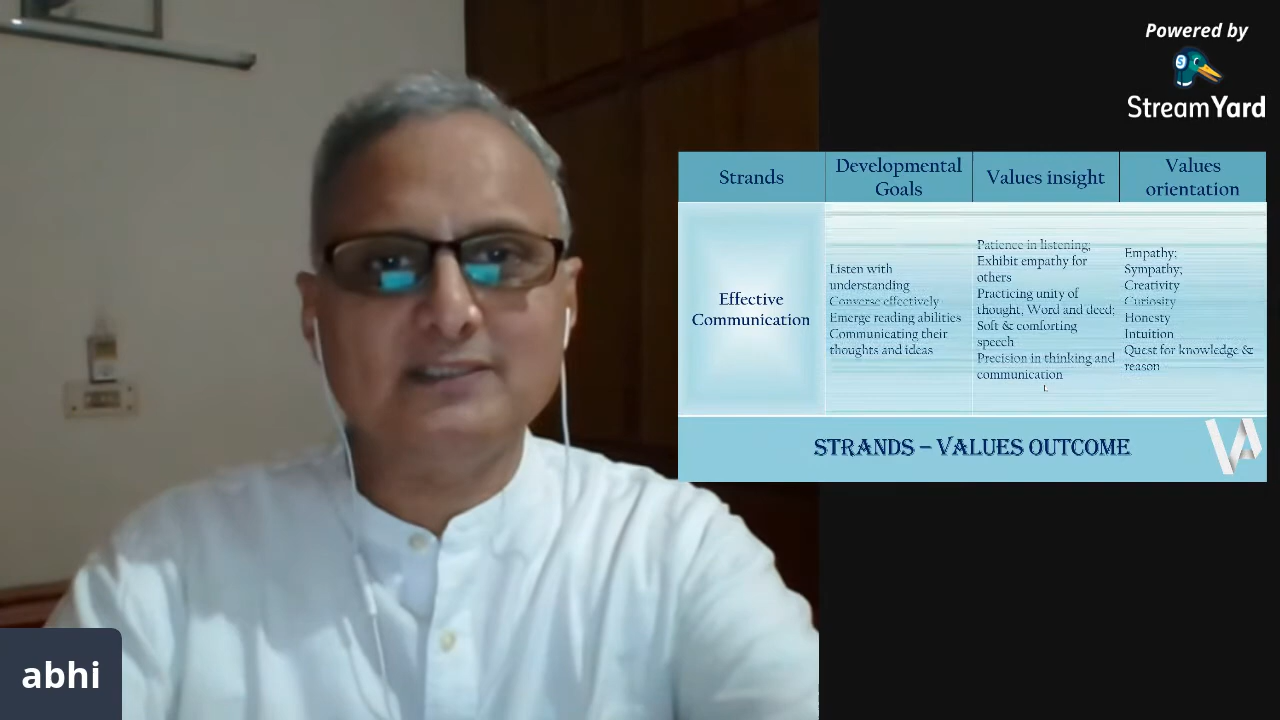 Powered by
S
StreamYard
Strands
Developmental
Goals
Values insight
Values
orientation
Effective
Communication
Listen with
understanding
Converse effectively
Emerge reading abilities
Communicating their
thoughts and ideas
Patience in listening;
Exhibit empathy for
others
Practicing unity of
thought, Word and deed;
Soft & comforting
speech
Precision in thinking and
communication
Empathy;
Sympathy;
Creativity
Curiosity
Honesty
Intuition
Quest for knowledge &
reason
STRANDS – VALUES OUTCOME
VA
abhi